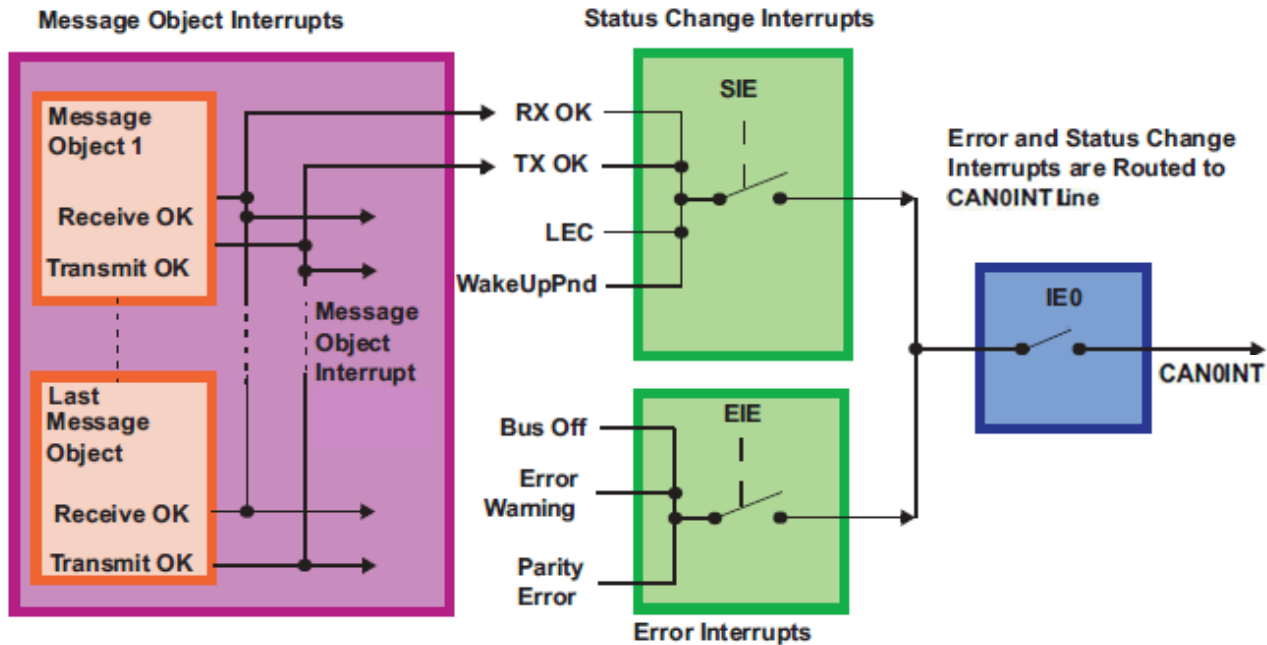 Message Object Interrupts
Message
Object 1
Receive OK
Transmit OK
Message
Object
Interrupt
Last
Message
Object
Receive OK
Transmit OK
Status Change Interrupts
SIE
RX OK
TX OK
LEC
WakeUpPnd
EIE
Bus Off
Error
Warning
Parity
Error
Error Interrupts
Error and Status Change
Interrupts are Routed to
CAN0INT Line
IE0
CAN0INT